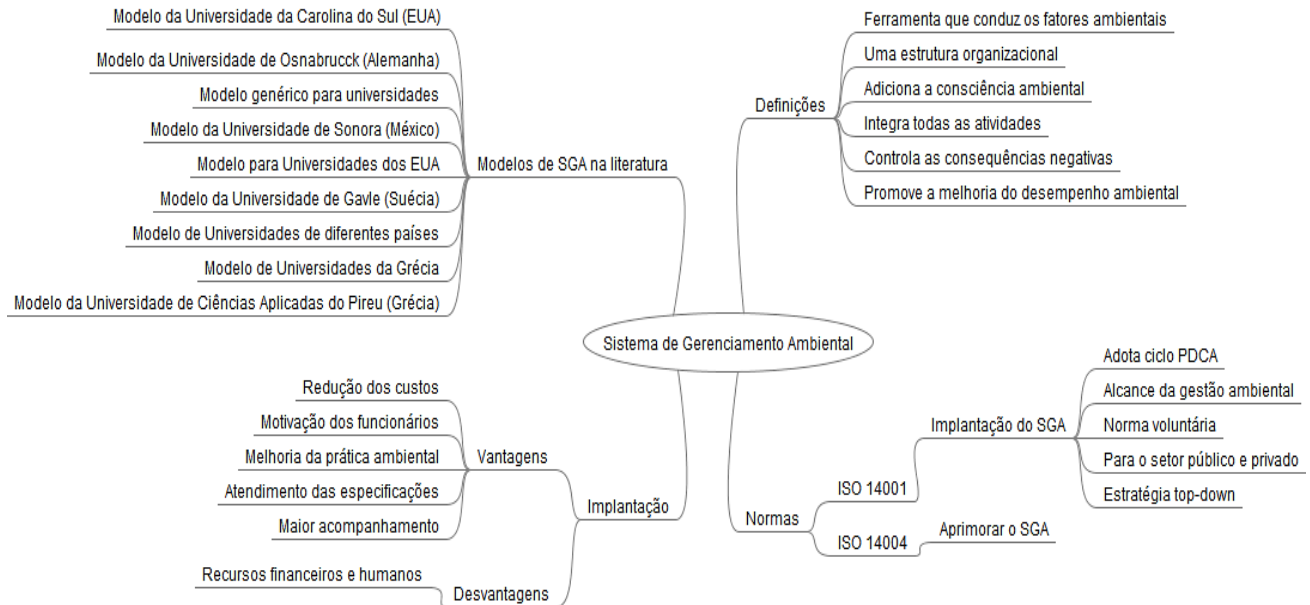 Modelo da Universidade da Carolina do Sul (EUA)
Modelo da Universidade de Osnabrucck (Alemanha)
Modelo genérico para universidades
Modelo da Universidade de Sonora (México)
Modelo para Universidades dos EUA
Modelo da Universidade de Gavle (Suécia)
Modelo de Universidades de diferentes países
Modelo de Universidades da Grécia
Modelo da Universidade de Ciências Aplicadas do Pireu (Grécia)
Modelos de SGA na literatura
Definições
Ferramenta que conduz os fatores ambientais
Uma estrutura organizacional
Adiciona a consciência ambiental
Integra todas as atividades
Controla as consequências negativas
Promove a melhoria do desempenho ambiental
Sistema de Gerenciamento Ambiental
Redução dos custos
Motivação dos funcionários
Melhoria da prática ambiental
Atendimento das especificações
Maior acompanhamento
Vantagens
Implantação
Recursos financeiros e humanos
Desvantagens
Normas
ISO 14001
Implantação do SGA
Adota ciclo PDCA
Alcance da gestão ambiental
Norma voluntária
Para o setor público e privado
Estratégia top-down
ISO 14004
Aprimorar o SGA